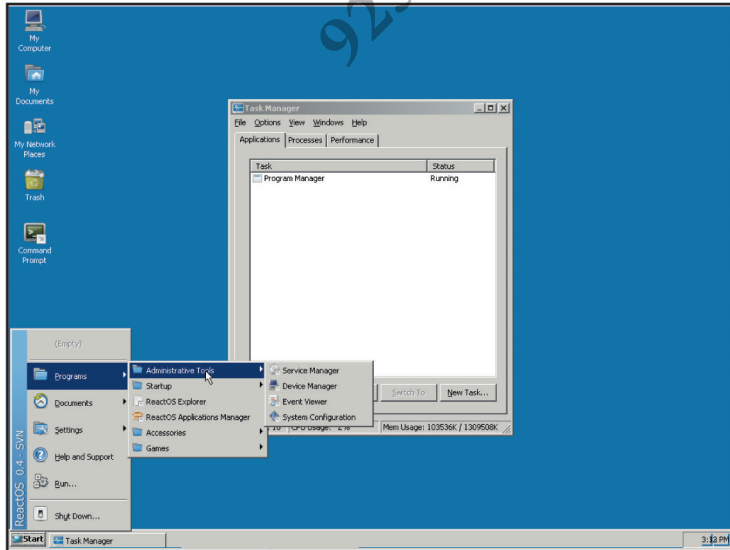 925
My
Computer
My
Documents
My Network
Places
Trash
Command
Prompt
Task Manager
File Options View Windows Help
Applications Processes Performance
Task Status
Program Manager Running
Switch To New Task...
CPU Usage: 2% Mem Usage: 103536K / 1309508K
(Empty)
Programs
Documents
Settings
Help and Support
Run...
Shut Down...
ReactOS 0.4 - SVN
Administrative Tools
Startup
ReactOS Explorer
ReactOS Applications Manager
Accessories
Games
Service Manager
Device Manager
Event Viewer
System Configuration
Start Task Manager 3:13 PM